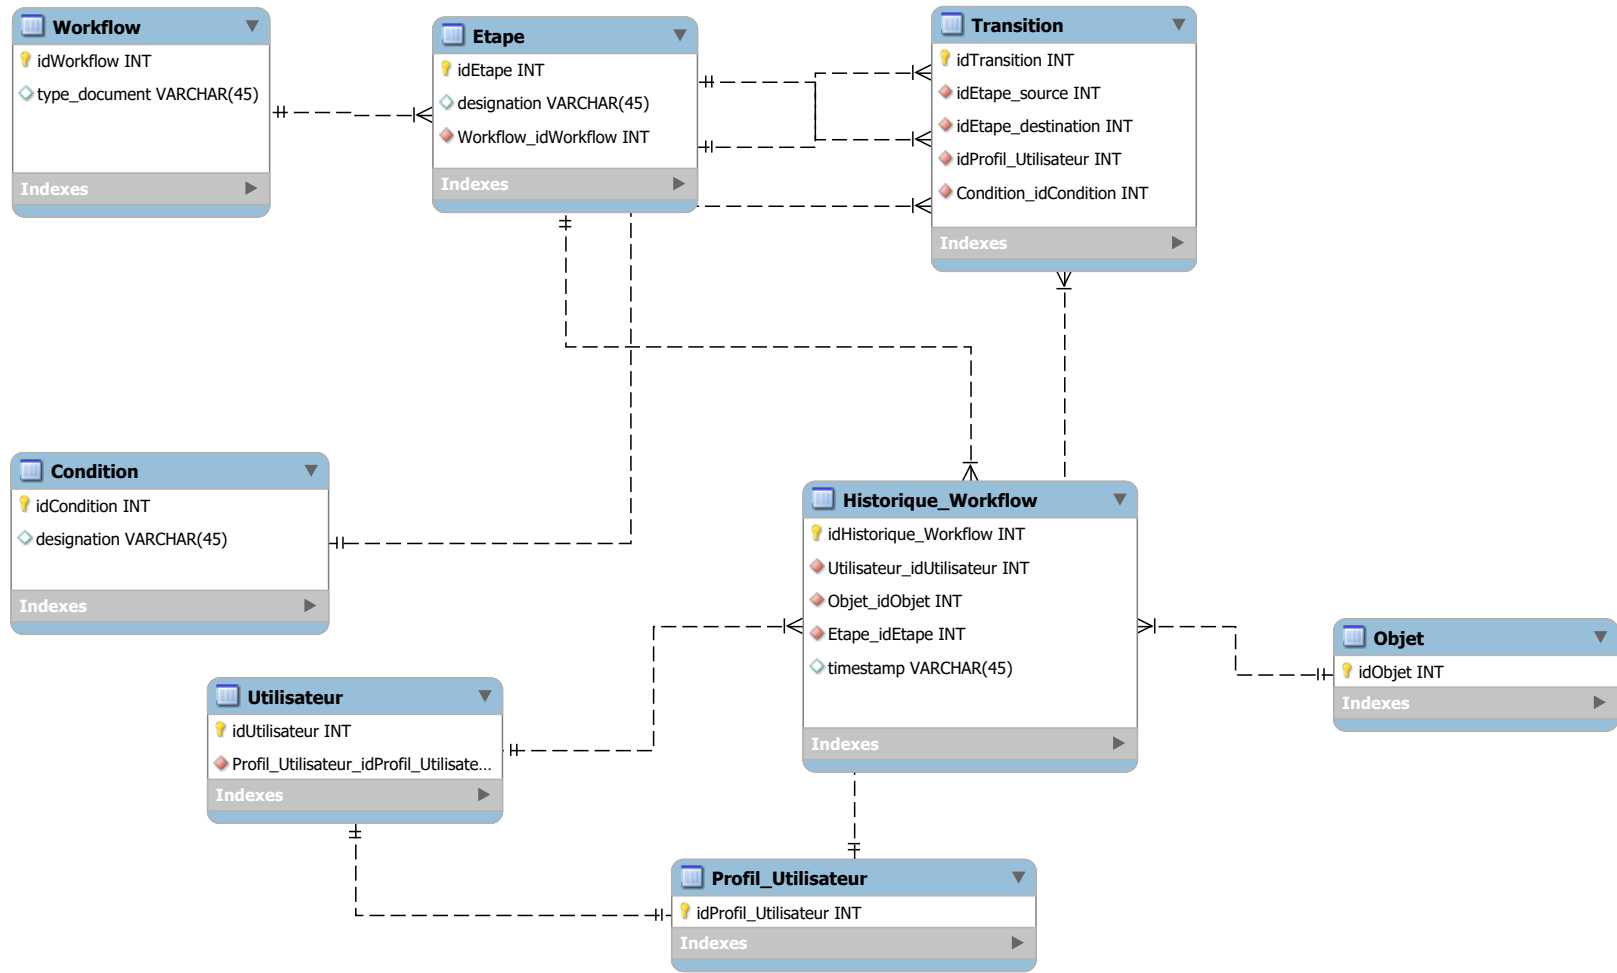 Workflow
idWorkflow INT
type_document VARCHAR(45)
Indexes
Etape
idEtape INT
designation VARCHAR(45)
Workflow_idWorkflow INT
Indexes
Transition
idTransition INT
idEtape_source INT
idEtape_destination INT
idProfil_Utilisateur INT
Condition_idCondition INT
Indexes
Condition
idCondition INT
designation VARCHAR(45)
Indexes
Historique_Workflow
idHistorique_Workflow INT
Utilisateur_idUtilisateur INT
Objet_idObjet INT
Etape_idEtape INT
timestamp VARCHAR(45)
Indexes
Objet
idObjet INT
Indexes
Utilisateur
idUtilisateur INT
Profil_Utilisateur_idProfil_Utilisate...
Indexes
Profil_Utilisateur
idProfil_Utilisateur INT
Indexes